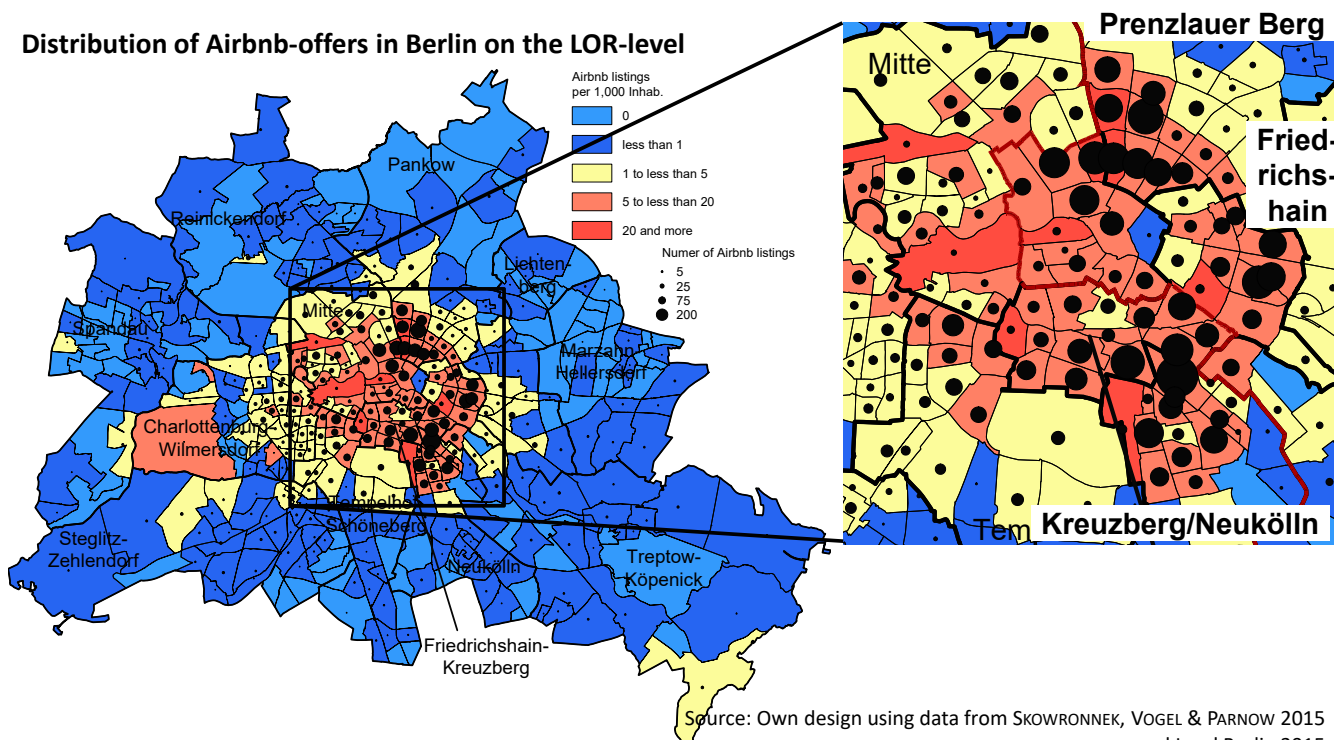 Distribution of Airbnb-offers in Berlin on the LOR-level
Airbnb listings
per 1,000 Inhab.
0
less than 1
1 to less than 5
5 to less than 20
20 and more
Numer of Airbnb listings
5
25
75
200
Pankow
Reinickendorf
Lichten-
berg
Mitte
Spandau
Marzahn-
Hellersdorf
Charlottenburg-
Wilmersdorf
Tempelhof-
Schöneberg
Steglitz-
Zehlendorf
Neukölln
Treptow-
Köpenick
Friedrichshain-
Kreuzberg
Prenzlauer Berg
Mitte
Fried-
richs-
hain
Tem
Kreuzberg/Neukölln
Source: Own design using data from SKOWRONNEK, VOGEL & PARNOW 2015